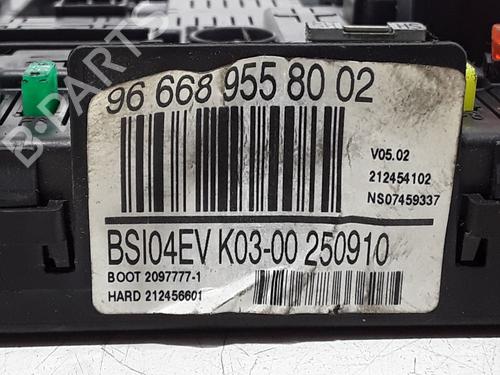 B-PARTS
NS
96 668 955 80 02
V05.02
212454102
NS07459337
BSI04EV K03-00 250910
BOOT 2097777-1
HARD 212456601